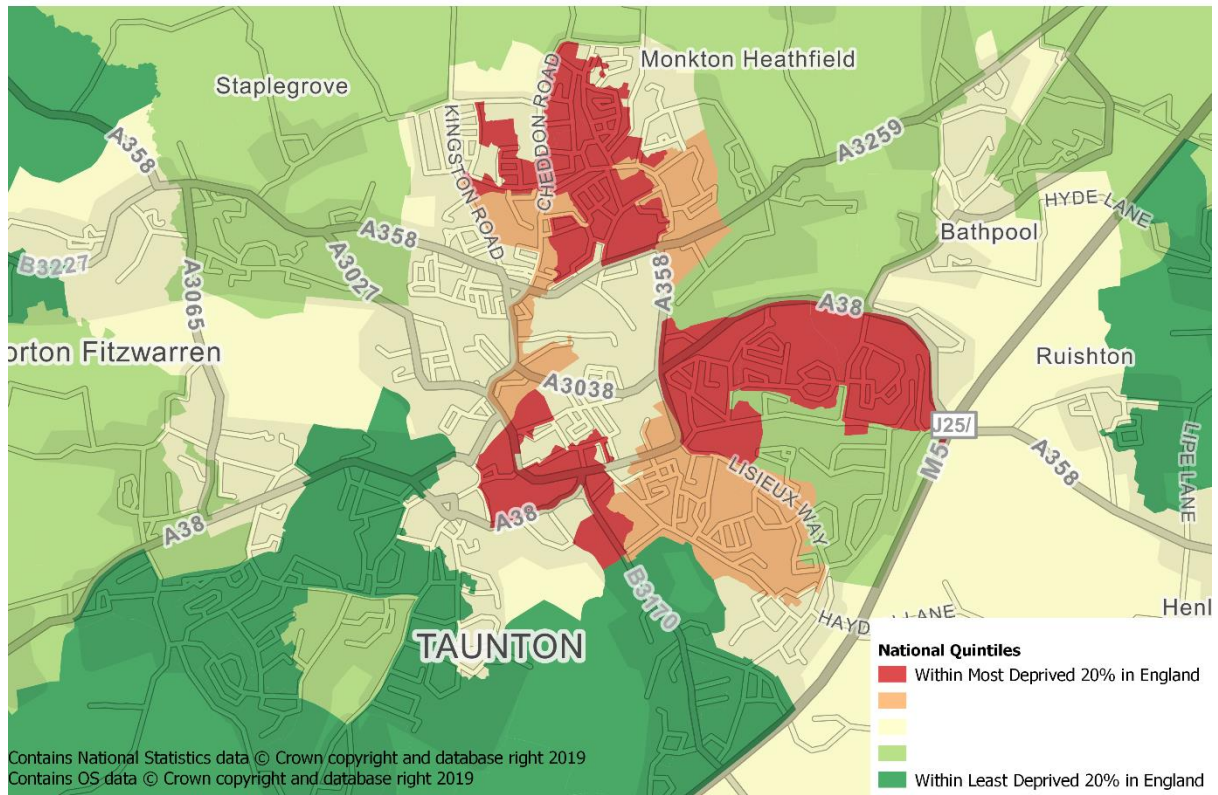 Monkton Heathfield
Staplegrove
KINGSTON ROAD
CHEDDON ROAD
A358
A3259
HYDE LANE
A358
B3227
A3065
A3027
A358
Bathpool
A38
orton Fitzwarren
A3038
Ruishton
J25/
M5
LISIEUX WAY
LIPE LANE
A358
A38
A38
B3170
HAYD
LANE
Henl
TAUNTON
National Quintiles
Within Most Deprived 20% in England
Within Least Deprived 20% in England
Contains National Statistics data © Crown copyright and database right 2019
Contains OS data © Crown copyright and database right 2019